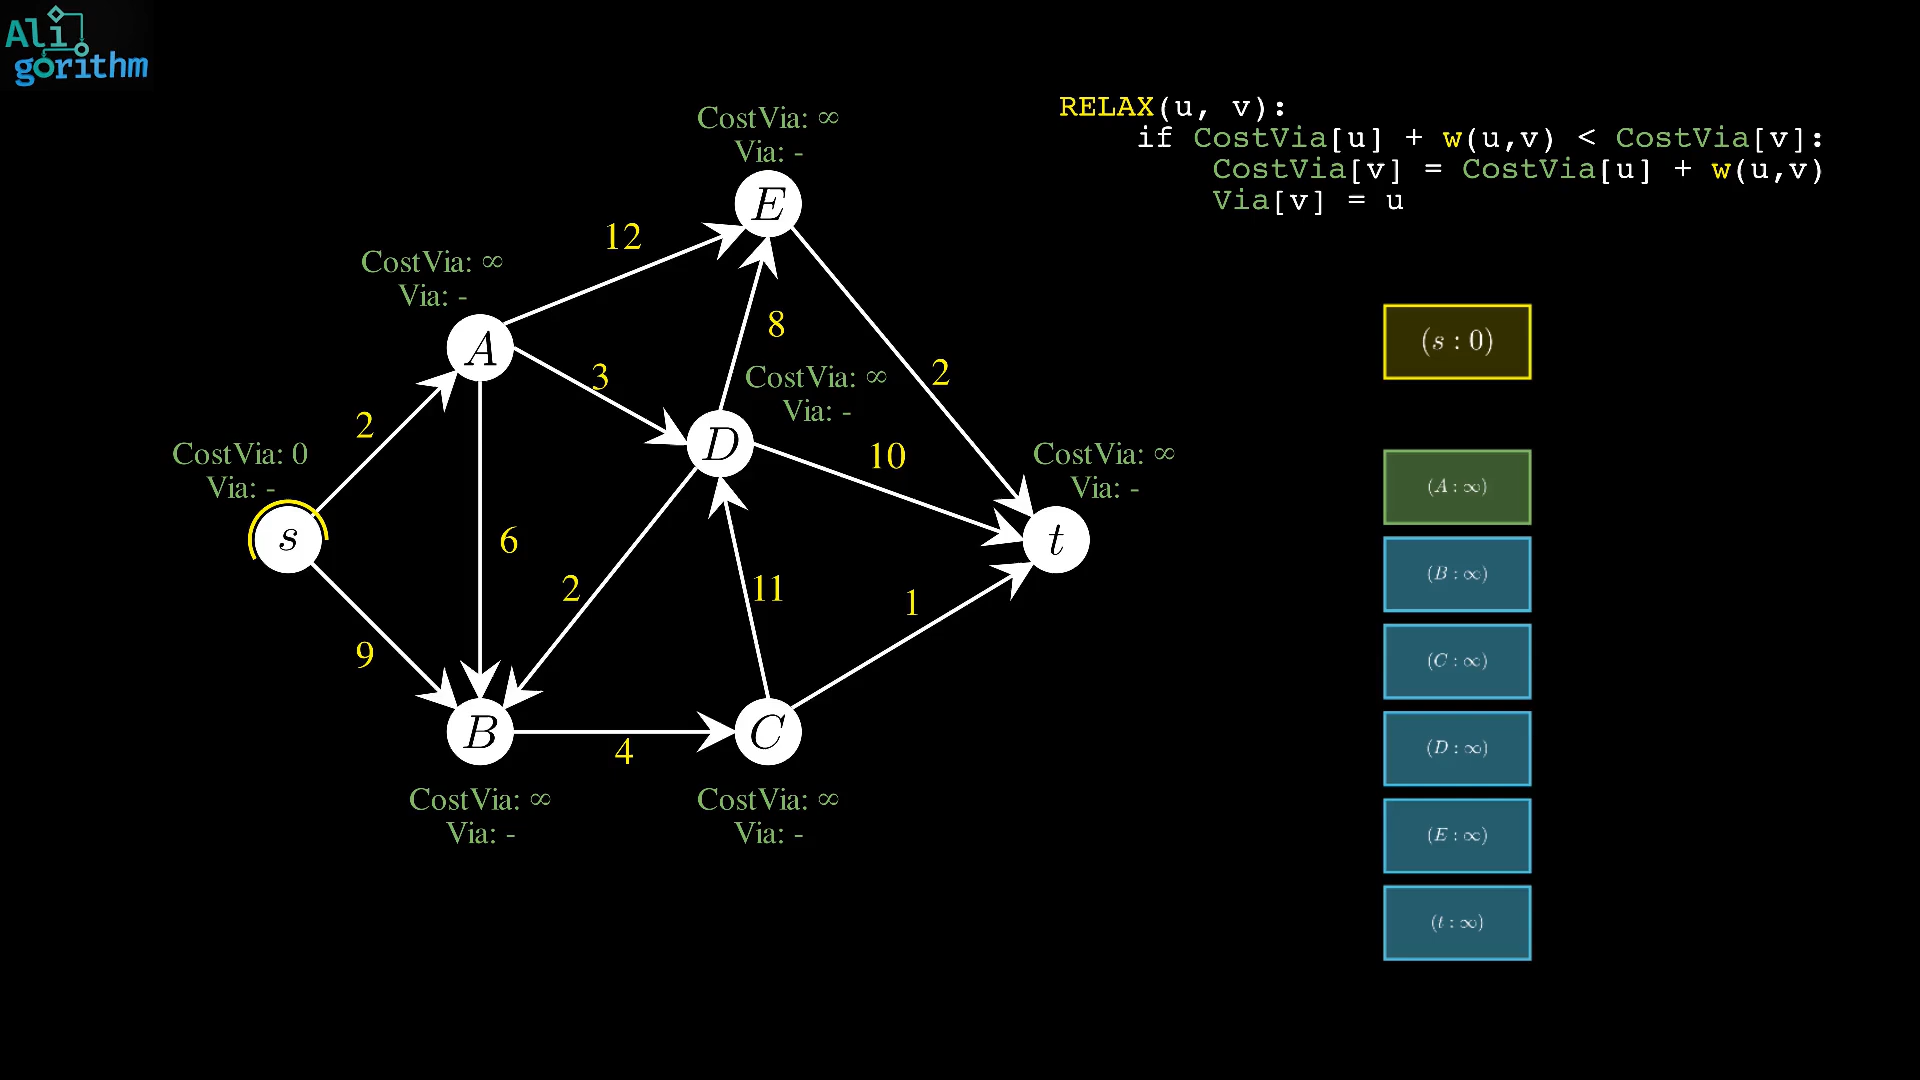 Ali
gorithm
RELAX(u, v):
if CostVia[u] + w(u,v) < CostVia[v]:
CostVia[v] = CostVia[u] + w(u,v)
Via[v] = u
CostVia: ∞
Via: -
E
12
CostVia: ∞
Via: -
A
8
3
CostVia: ∞
Via: -
2
D
2
10
CostVia: 0
Via: -
s
CostVia: ∞
Via: -
t
6
2
11
1
9
B
4
C
CostVia: ∞
Via: -
CostVia: ∞
Via: -
(s : 0)
(A : ∞)
(B : ∞)
(C : ∞)
(D : ∞)
(E : ∞)
(t : ∞)